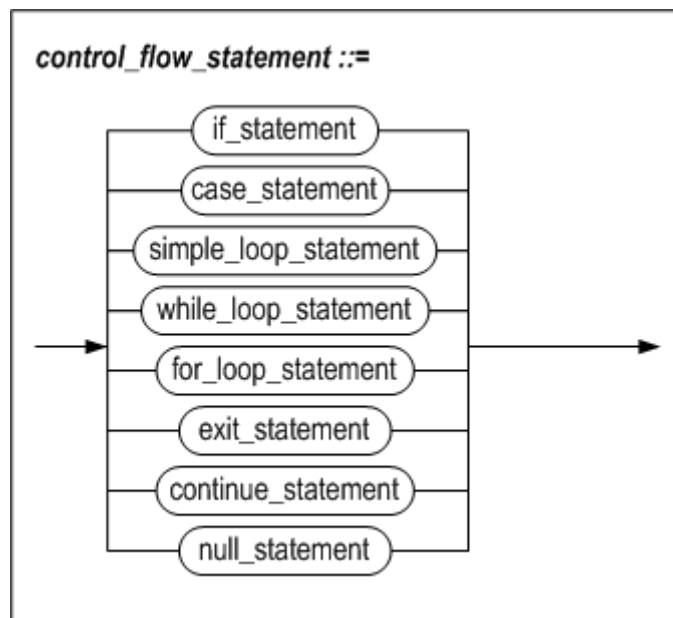 control_flow_statement ::=
if_statement
case_statement
simple_loop_statement
while_loop_statement
for_loop_statement
exit_statement
continue_statement
null_statement